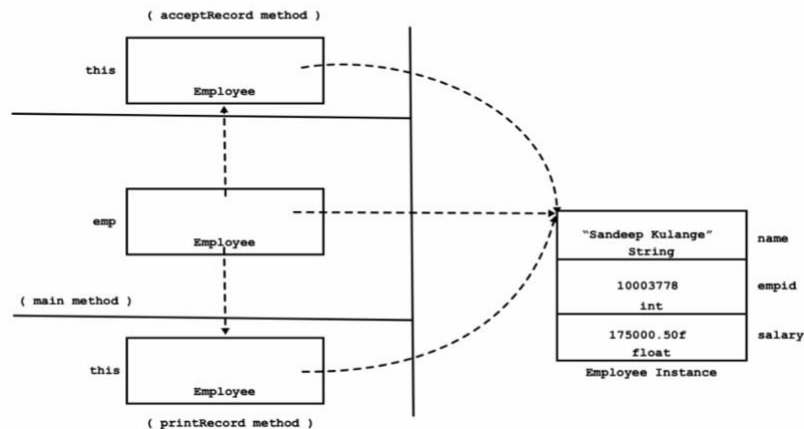 ( acceptRecord method )
this
Employee
emp
Employee
( main method )
this
Employee
( printRecord method )
“Sandeep Kulange”
String
name
10003778
int
empid
175000.50f
float
salary
Employee Instance